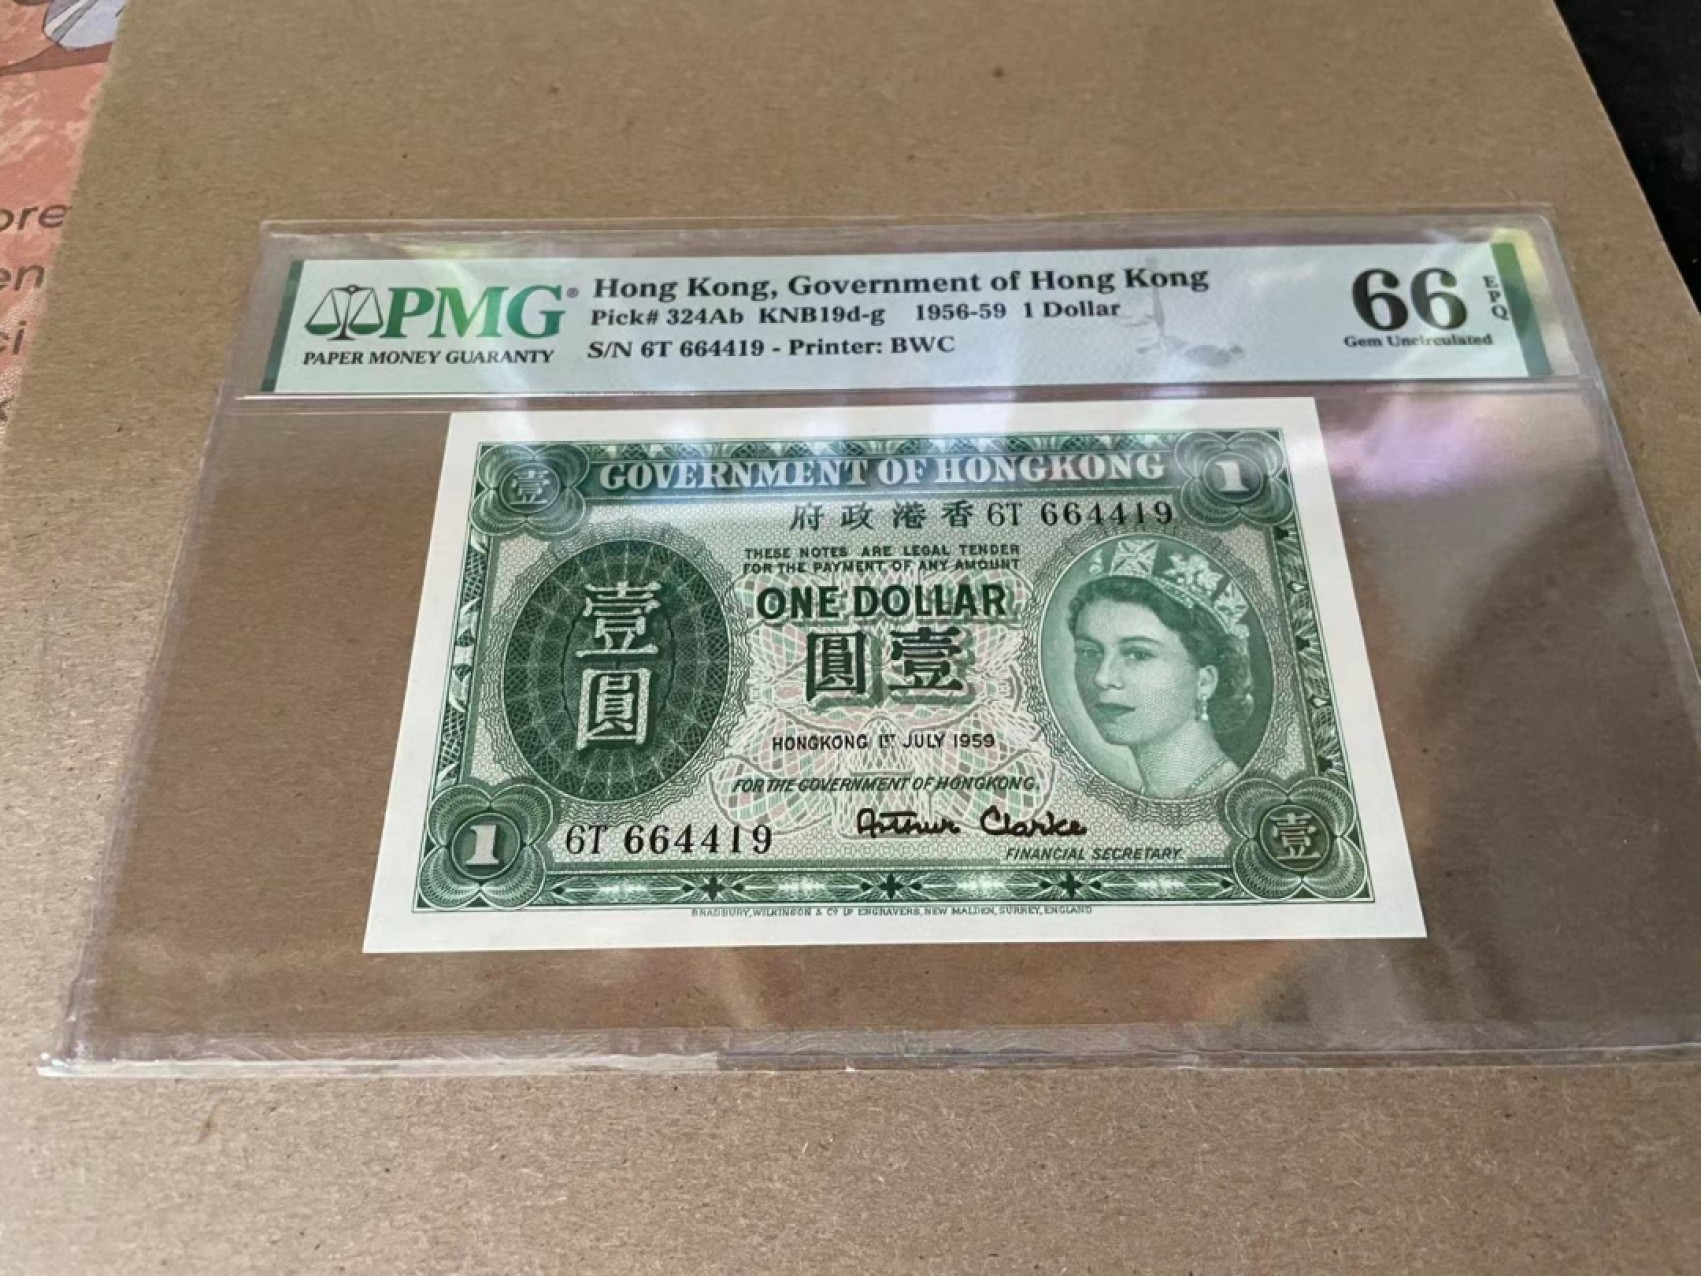 ore
en
ci
PMG®
PAPER MONEY GUARANTY
Hong Kong, Government of Hong Kong
Pick# 324Ab KNB19d-g 1956-59 1 Dollar
S/N 6T 664419 - Printer: BWC
66
EPQ
Gem Uncirculated
壹
GOVERNMENT OF HONGKONG
1
府政港香 6T 664419
THESE NOTES ARE LEGAL TENDER
FOR THE PAYMENT OF ANY AMOUNT
ONE DOLLAR
圓壹
壹圓
HONGKONG 1ST JULY 1959
FOR THE GOVERNMENT OF HONGKONG.
Arthur Clarke
FINANCIAL SECRETARY
1
6T 664419
壹
BRADBURY, WILKINSON & Co LD ENGRAVERS, NEW MALDEN, SURREY, ENGLAND